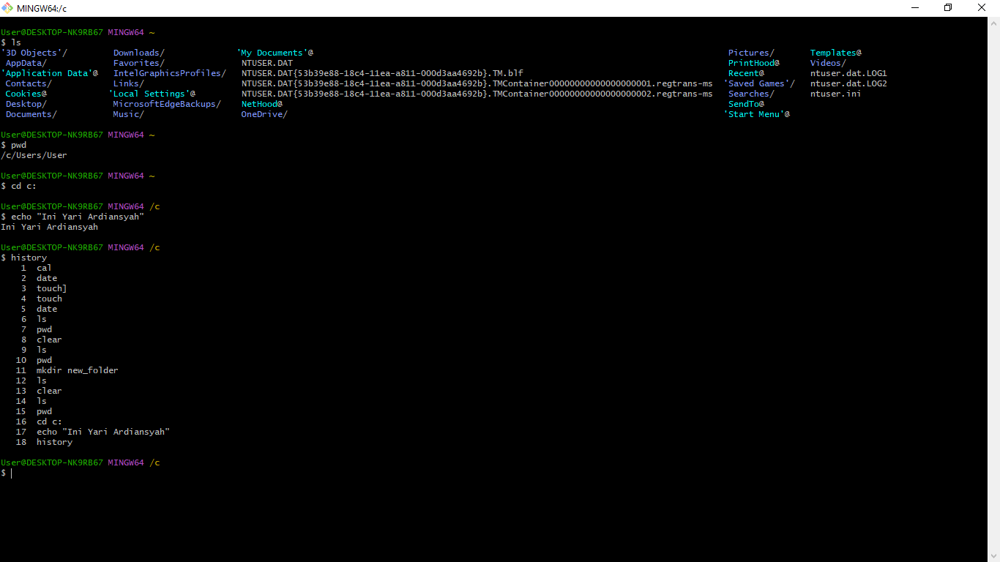 MINGW64:/c
User@DESKTOP-NK9RB67 MINGW64 ~
$ ls
'3D Objects'/ Downloads/ 'My Documents'@ Pictures/ Templates@
AppData/ Favorites/ NTUSER.DAT PrintHood@ Videos/
'Application Data'@ IntelGraphicsProfiles/ NTUSER.DAT{53b39e88-18c4-11ea-a811-000d3aa4692b}.TM.blf Recent@ ntuser.dat.LOG1
Contacts/ Links/ NTUSER.DAT{53b39e88-18c4-11ea-a811-000d3aa4692b}.TMContainer00000000000000000001.regtrans-ms 'Saved Games'/ ntuser.dat.LOG2
Cookies@ 'Local Settings'@ NTUSER.DAT{53b39e88-18c4-11ea-a811-000d3aa4692b}.TMContainer00000000000000000002.regtrans-ms Searches/ ntuser.ini
Desktop/ MicrosoftEdgeBackups/ NetHood@ SendTo@
Documents/ Music/ OneDrive/ 'Start Menu'@
User@DESKTOP-NK9RB67 MINGW64 ~
$ pwd
/c/Users/User
User@DESKTOP-NK9RB67 MINGW64 ~
$ cd c:
User@DESKTOP-NK9RB67 MINGW64 /c
$ echo "Ini Yari Ardiansyah"
Ini Yari Ardiansyah
User@DESKTOP-NK9RB67 MINGW64 /c
$ history
1 cal
2 date
3 touch]
4 touch
5 date
6 ls
7 pwd
8 clear
9 ls
10 pwd
11 mkdir new_folder
12 ls
13 clear
14 ls
15 pwd
16 cd c:
17 echo "Ini Yari Ardiansyah"
18 history
User@DESKTOP-NK9RB67 MINGW64 /c
$